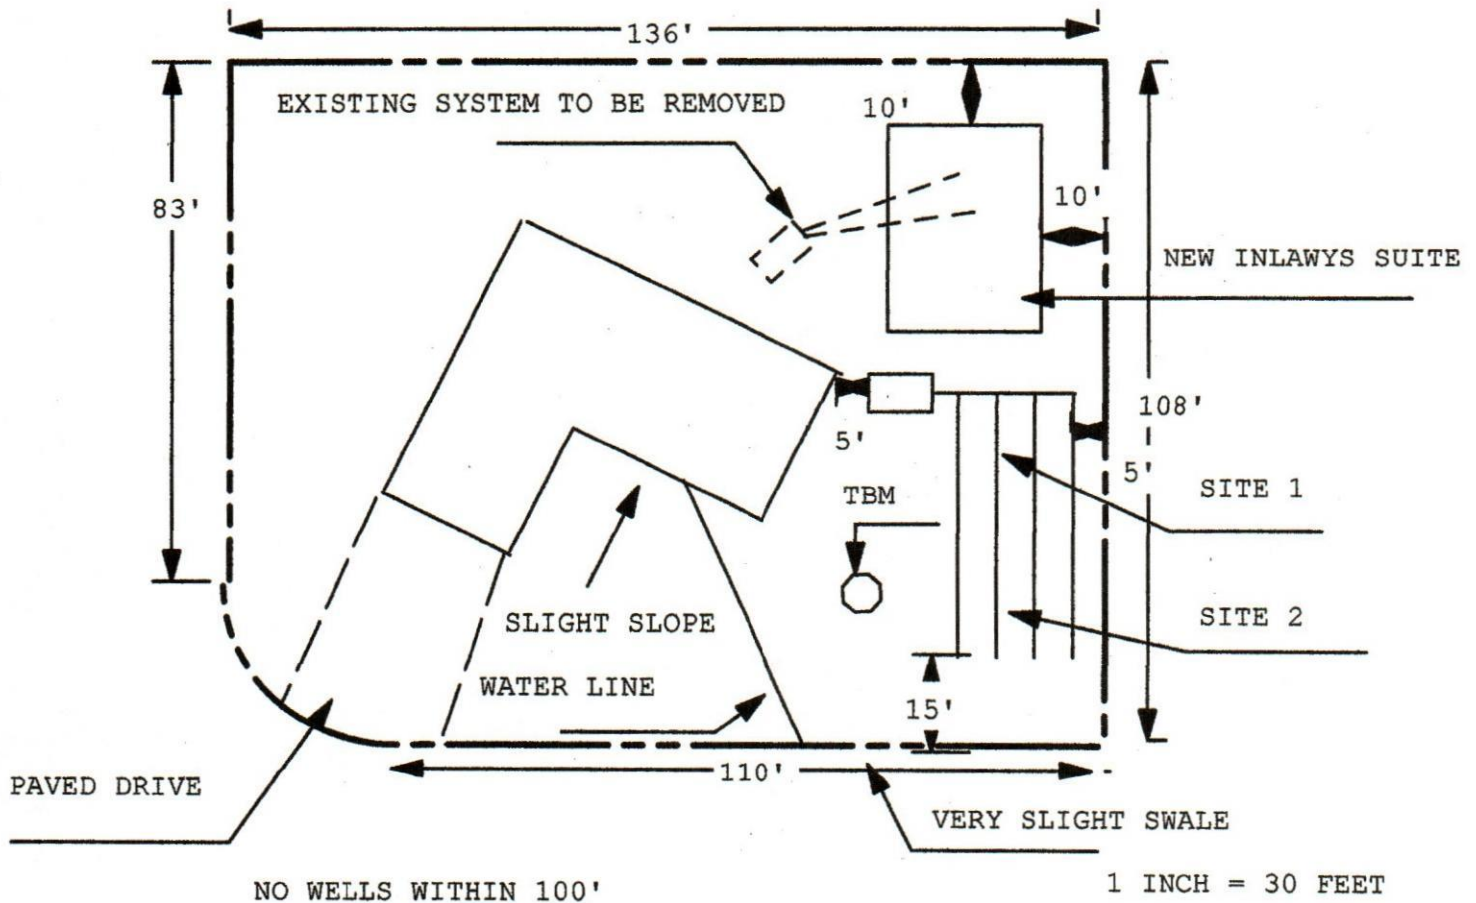 136'
EXISTING SYSTEM TO BE REMOVED
10'
83'
10'
NEW INLAWYS SUITE
108'
5'
5'
TBM
SITE 1
SLIGHT SLOPE
SITE 2
WATER LINE
15'
110'
PAVED DRIVE
VERY SLIGHT SWALE
NO WELLS WITHIN 100'
1 INCH = 30 FEET